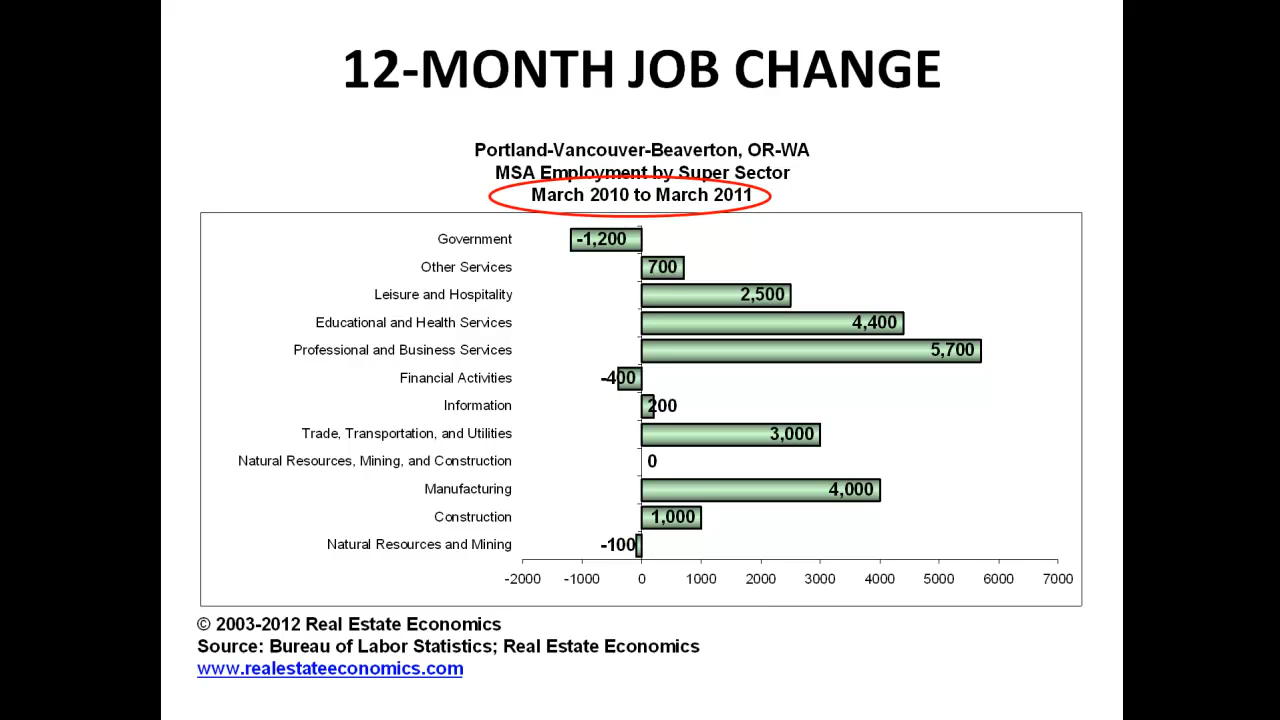 12-MONTH JOB CHANGE
Portland-Vancouver-Beaverton, OR-WA
MSA Employment by Super Sector
March 2010 to March 2011
Government -1,200
Other Services 700
Leisure and Hospitality 2,500
Educational and Health Services 4,400
Professional and Business Services 5,700
Financial Activities -400
Information 200
Trade, Transportation, and Utilities 3,000
Natural Resources, Mining, and Construction 0
Manufacturing 4,000
Construction 1,000
Natural Resources and Mining -100
-2000 -1000 0 1000 2000 3000 4000 5000 6000 7000
© 2003-2012 Real Estate Economics
Source: Bureau of Labor Statistics; Real Estate Economics
www.realestateeconomics.com